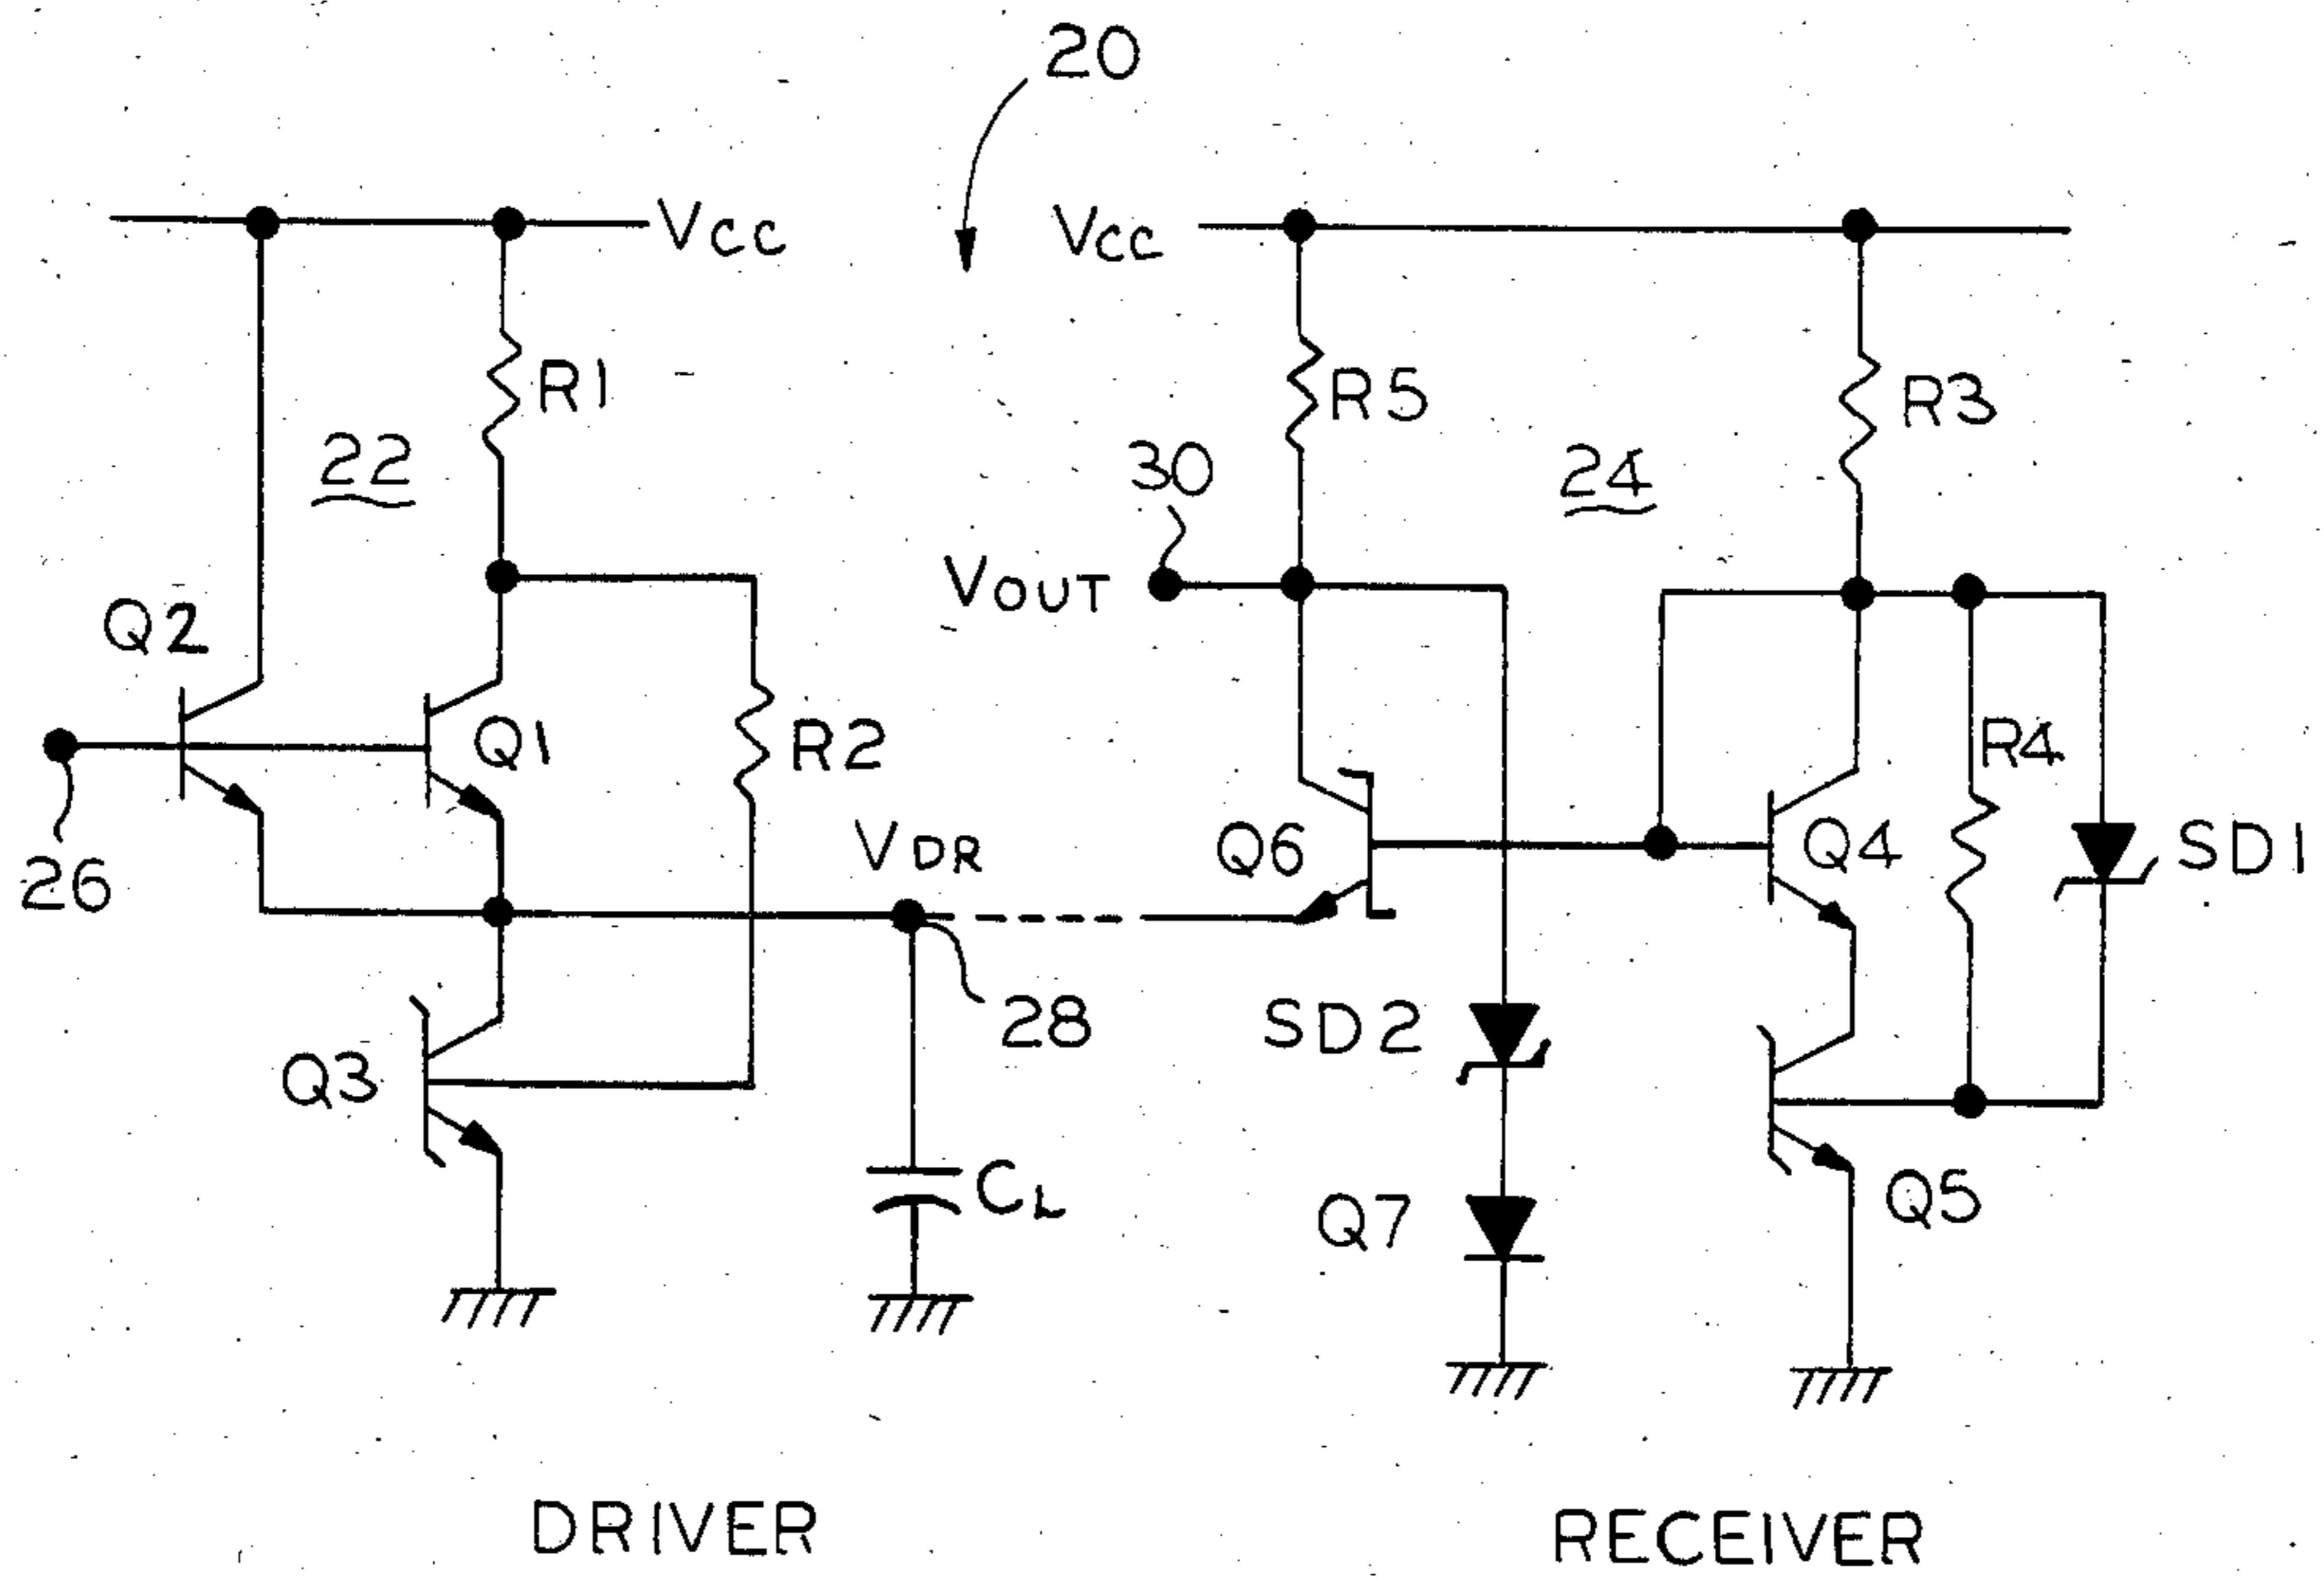 20
Vcc
Vcc
R1
R5
R3
22
30
24
VOUT
Q2
Q1
R2
R4
26
VDR
Q6
Q4
SD1
28
SD2
Q3
CL
Q7
Q5
DRIVER
RECEIVER